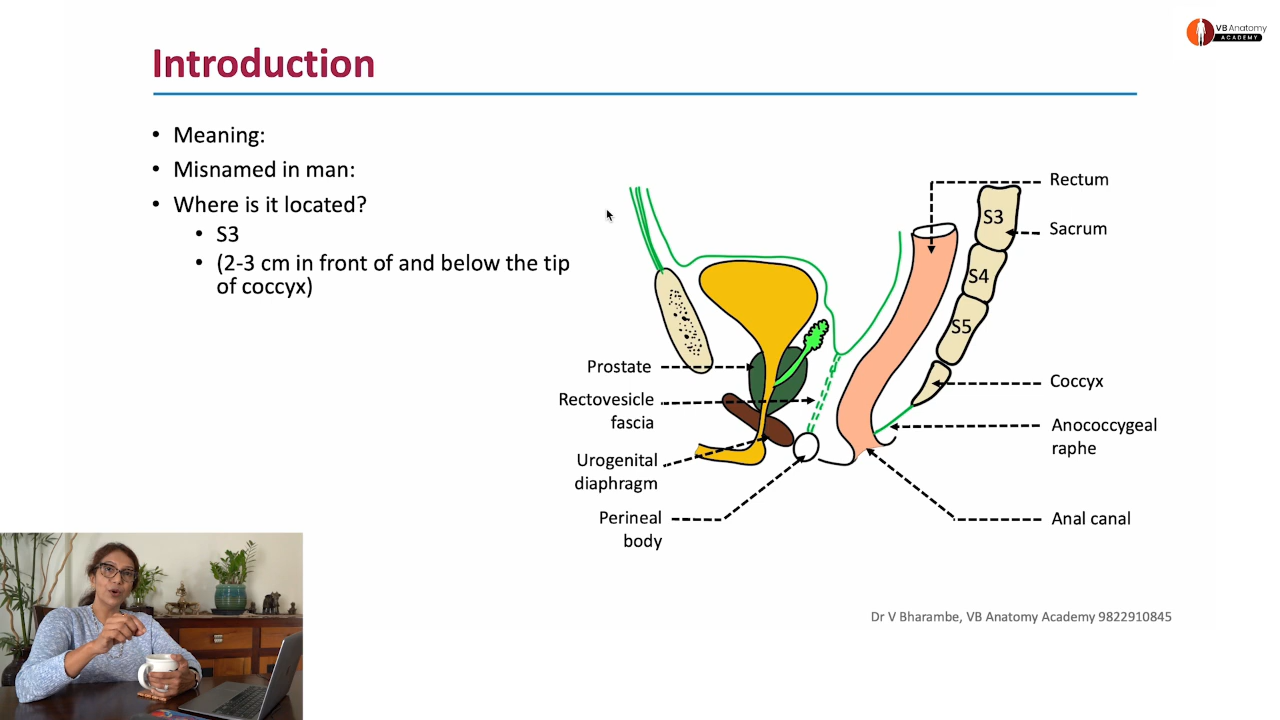 VB Anatomy
ACADEMY
Introduction
• Meaning:
• Misnamed in man:
• Where is it located?
• S3
• (2-3 cm in front of and below the tip
of coccyx)
Rectum
S3
Sacrum
S4
S5
Prostate
Coccyx
Rectovesicle
fascia
Anococcygeal
raphe
Urogenital
diaphragm
Perineal
body
Anal canal
Dr V Bharambe, VB Anatomy Academy 9822910845